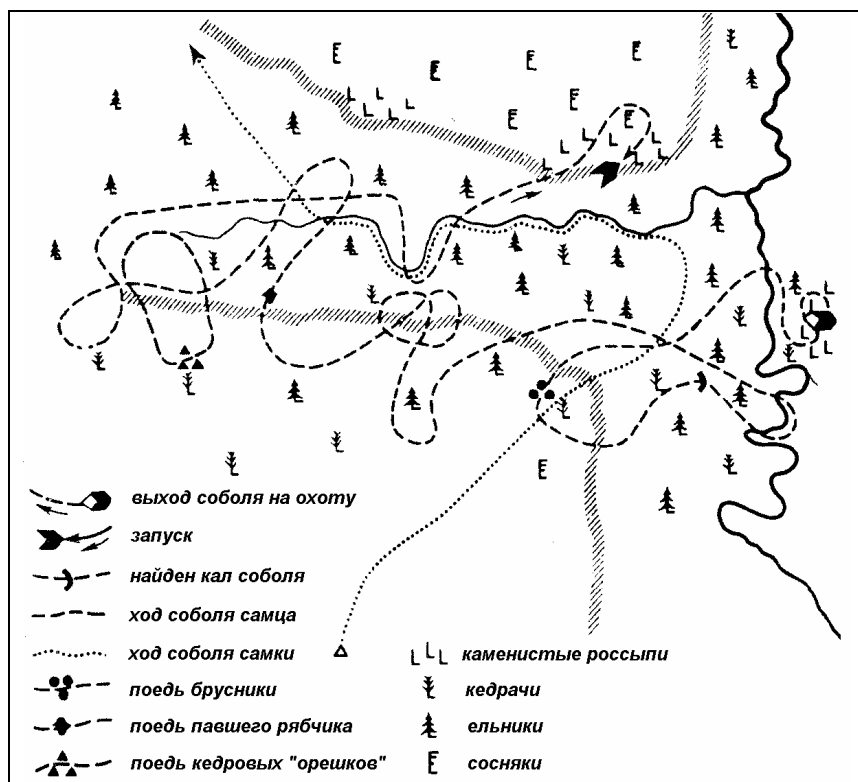 выход соболя на охоту
запуск
найден кал соболя
ход соболя самца
ход соболя самки
поедь брусники
поедь павшего рябчика
поедь кедровых "орешков"
каменистые россыпи
кедрачи
ельники
сосняки